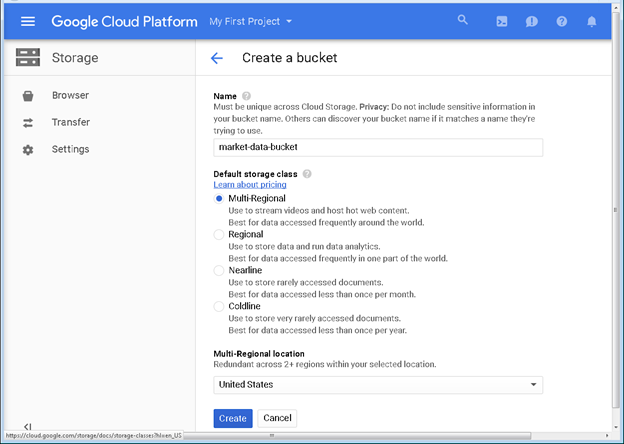 Google Cloud Platform My First Project
Storage
Create a bucket
Browser
Transfer
Settings
Name
Must be unique across Cloud Storage. Privacy: Do not include sensitive information in
your bucket name. Others can discover your bucket name if it matches a name they're
trying to use.
market-data-bucket
Default storage class
Learn about pricing
Multi-Regional
Use to stream videos and host hot web content.
Best for data accessed frequently around the world.
Regional
Use to store data and run data analytics.
Best for data accessed frequently in one part of the world.
Nearline
Use to store rarely accessed documents.
Best for data accessed less than once per month.
Coldline
Use to store very rarely accessed documents.
Best for data accessed less than once per year.
Multi-Regional location
Redundant across 2+ regions within your selected location.
United States
Create Cancel
https://cloud.google.com/storage/docs/storage-classes?hl=en_US